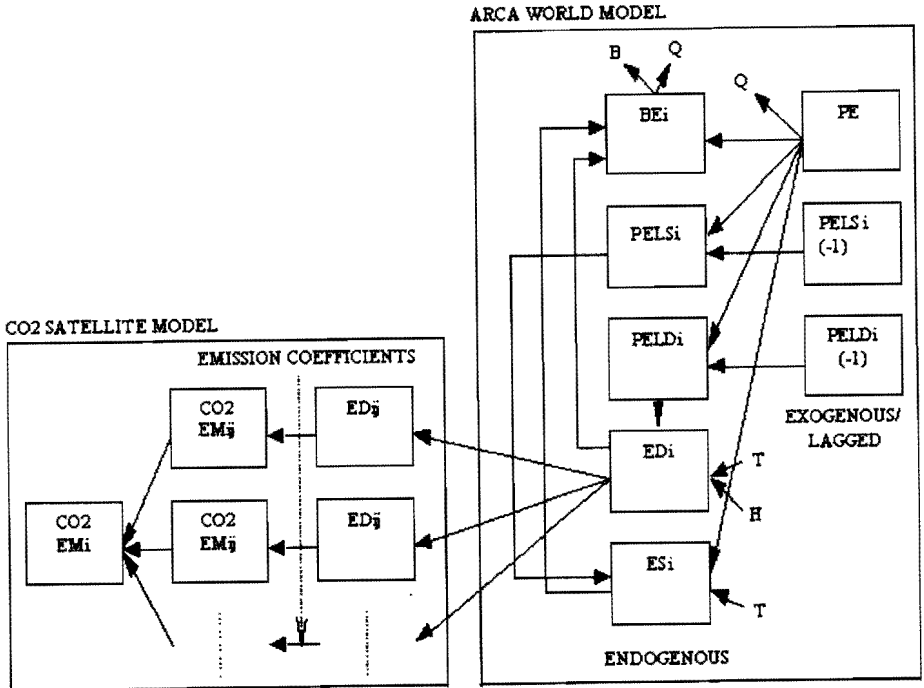 ARCA WORLD MODEL
B
Q
Q
BEi
PE
PELSi
PELSi
(-1)
CO2 SATELLITE MODEL
PELDi
PELDi
(-1)
EMISSION COEFFICIENTS
CO2
EMij
EDij
EXOGENOUS/
LAGGED
EDi
T
H
CO2
EMi
CO2
EMij
EDij
ESi
T
ENDOGENOUS